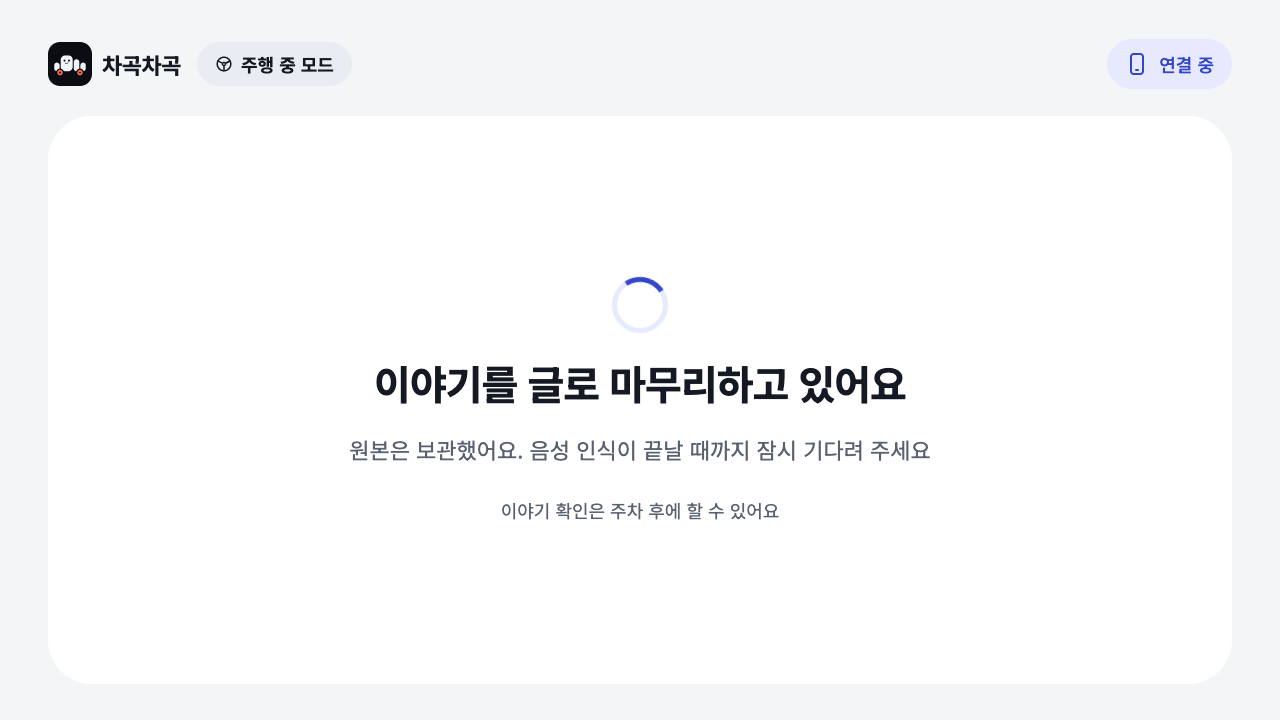 차곡차곡
주행 중 모드
연결 중
이야기를 글로 마무리하고 있어요
원본은 보관했어요. 음성 인식이 끝날 때까지 잠시 기다려 주세요
이야기 확인은 주차 후에 할 수 있어요